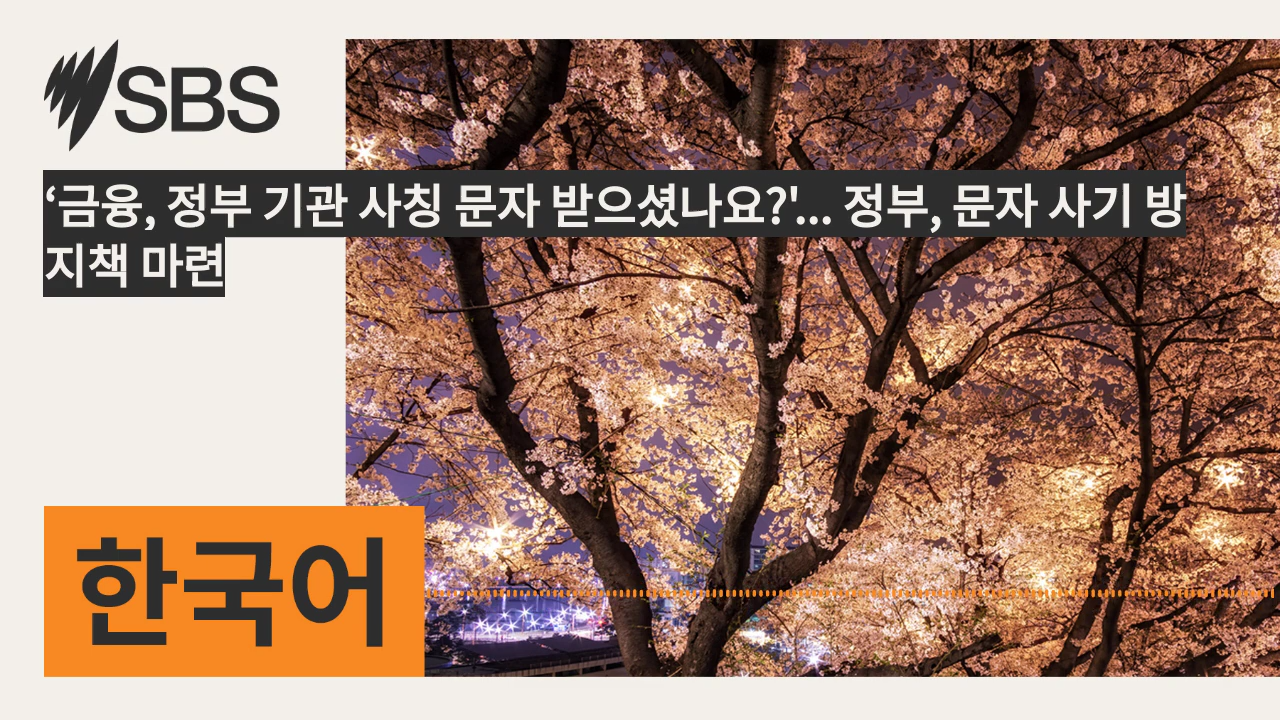 SBS
‘금융, 정부 기관 사칭 문자 받으셨나요?'... 정부, 문자 사기 방
지책 마련
한국어